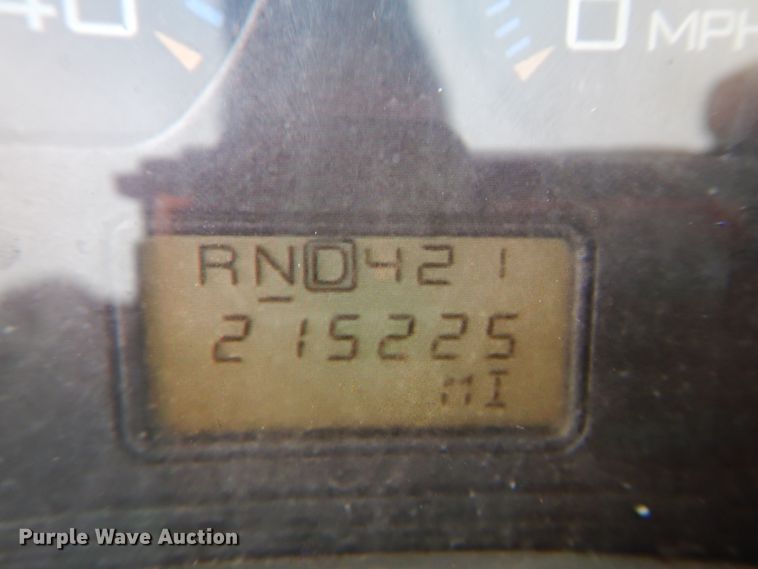 40
0 MPH
RND421
215225
MI
Purple Wave Auction